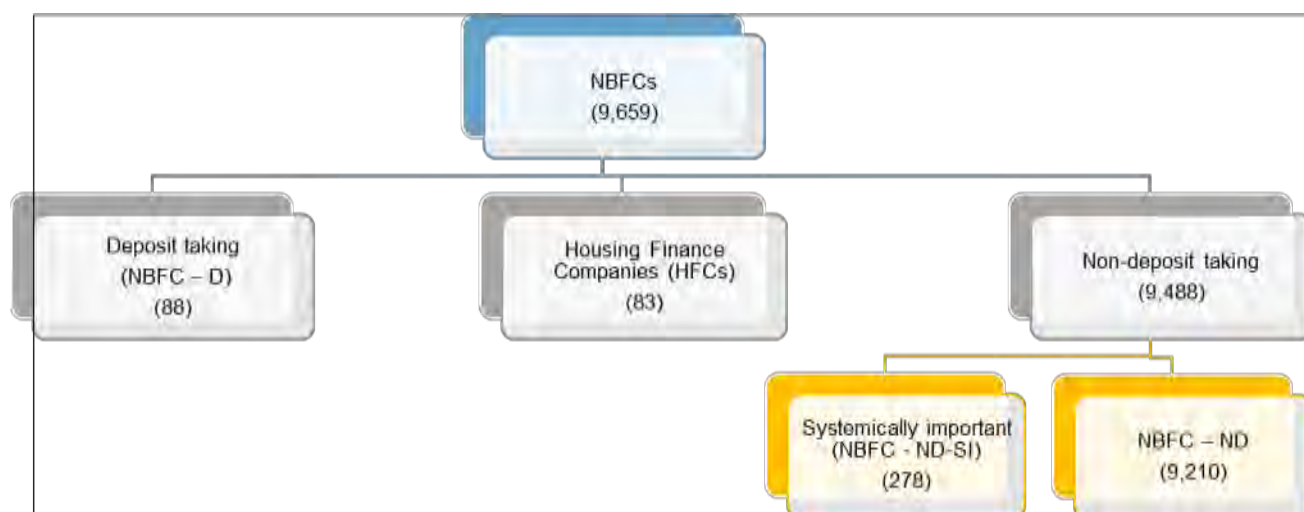 NBFCs
(9,659)
Deposit taking
(NBFC – D)
(88)
Housing Finance
Companies (HFCs)
(83)
Non-deposit taking
(9,488)
Systemically important
(NBFC - ND-SI)
(278)
NBFC – ND
(9,210)